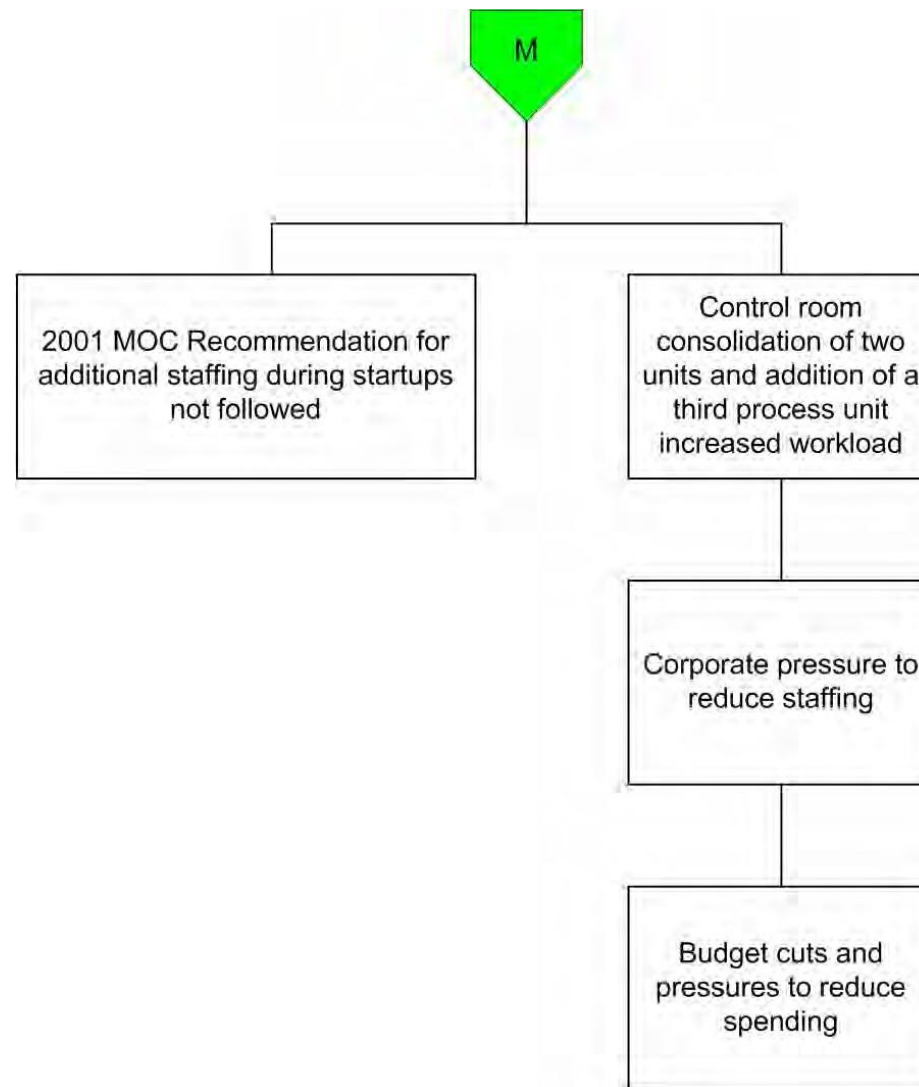 M
2001 MOC Recommendation for
additional staffing during startups
not followed
Control room
consolidation of two
units and addition of a
third process unit
increased workload
Corporate pressure to
reduce staffing
Budget cuts and
pressures to reduce
spending